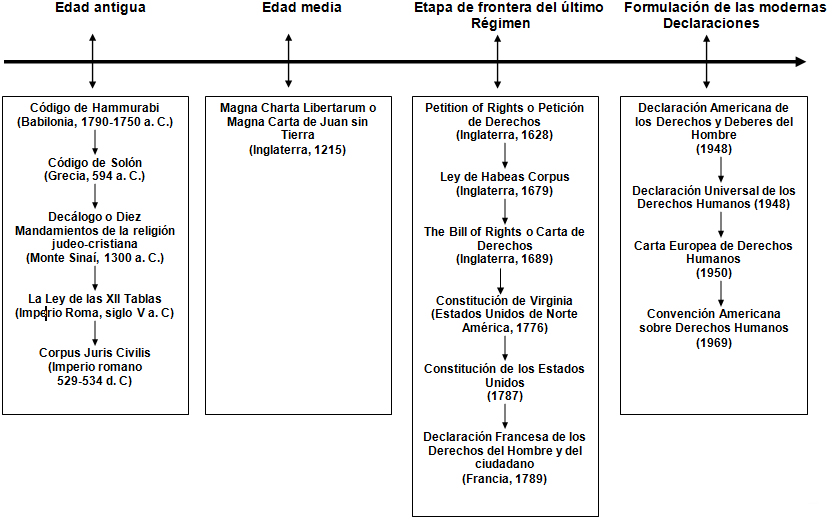 Edad antigua
Edad media
Etapa de frontera del último
Régimen
Formulación de las modernas
Declaraciones
Código de Hammurabi
(Babilonia, 1790-1750 a. C.)
Código de Solón
(Grecia, 594 a. C.)
Decálogo o Diez
Mandamientos de la religión
judeo-cristiana
(Monte Sinaí, 1300 a. C.)
La Ley de las XII Tablas
(Imperio Roma, siglo V a. C)
Corpus Juris Civilis
(Imperio romano
529-534 d. C)
Magna Charta Libertarum o
Magna Carta de Juan sin
Tierra
(Inglaterra, 1215)
Petition of Rights o Petición
de Derechos
(Inglaterra, 1628)
Ley de Habeas Corpus
(Inglaterra, 1679)
The Bill of Rights o Carta de
Derechos
(Inglaterra, 1689)
Constitución de Virginia
(Estados Unidos de Norte
América, 1776)
Constitución de los Estados
Unidos
(1787)
Declaración Francesa de los
Derechos del Hombre y del
ciudadano
(Francia, 1789)
Declaración Americana de
los Derechos y Deberes del
Hombre
(1948)
Declaración Universal de los
Derechos Humanos (1948)
Carta Europea de Derechos
Humanos
(1950)
Convención Americana
sobre Derechos Humanos
(1969)